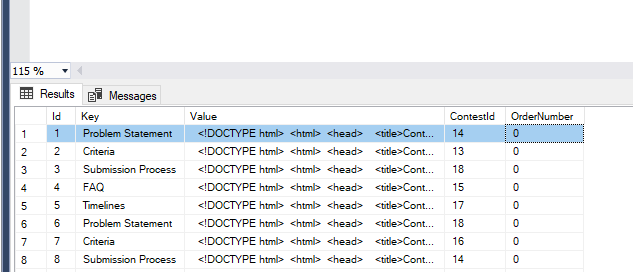 115 %
Results Messages
Id Key Value ContestId OrderNumber
1 1 Problem Statement <!DOCTYPE html> <html> <head> <title>Cont... 14 0
2 2 Criteria <!DOCTYPE html> <html> <head> <title>Cont... 13 0
3 3 Submission Process <!DOCTYPE html> <html> <head> <title>Cont... 18 0
4 4 FAQ <!DOCTYPE html> <html> <head> <title>Cont... 15 0
5 5 Timelines <!DOCTYPE html> <html> <head> <title>Cont... 17 0
6 6 Problem Statement <!DOCTYPE html> <html> <head> <title>Cont... 18 0
7 7 Criteria <!DOCTYPE html> <html> <head> <title>Cont... 16 0
8 8 Submission Process <!DOCTYPE html> <html> <head> <title>Cont... 14 0